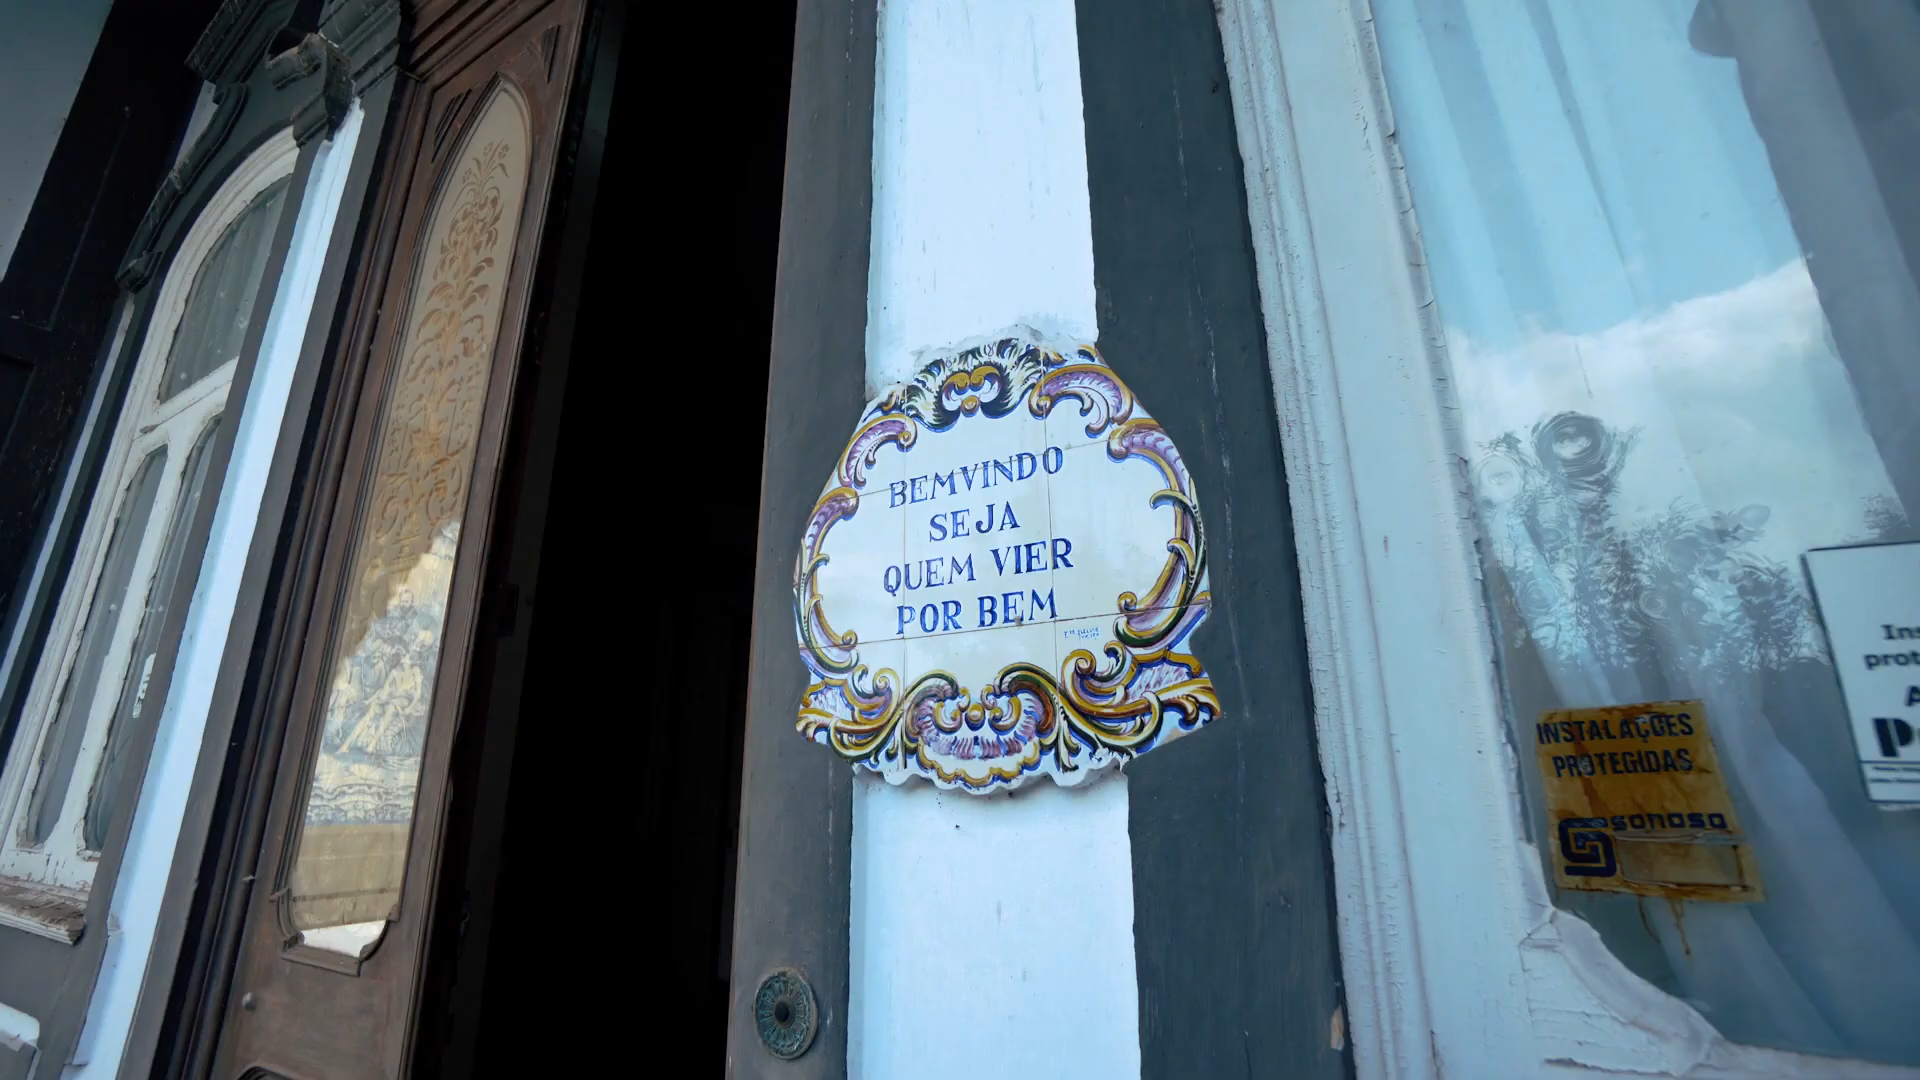 BEMVINDO
SEJA
QUEM VIER
POR BEM
INSTALAÇÕES
PROTEGIDAS
sonosa